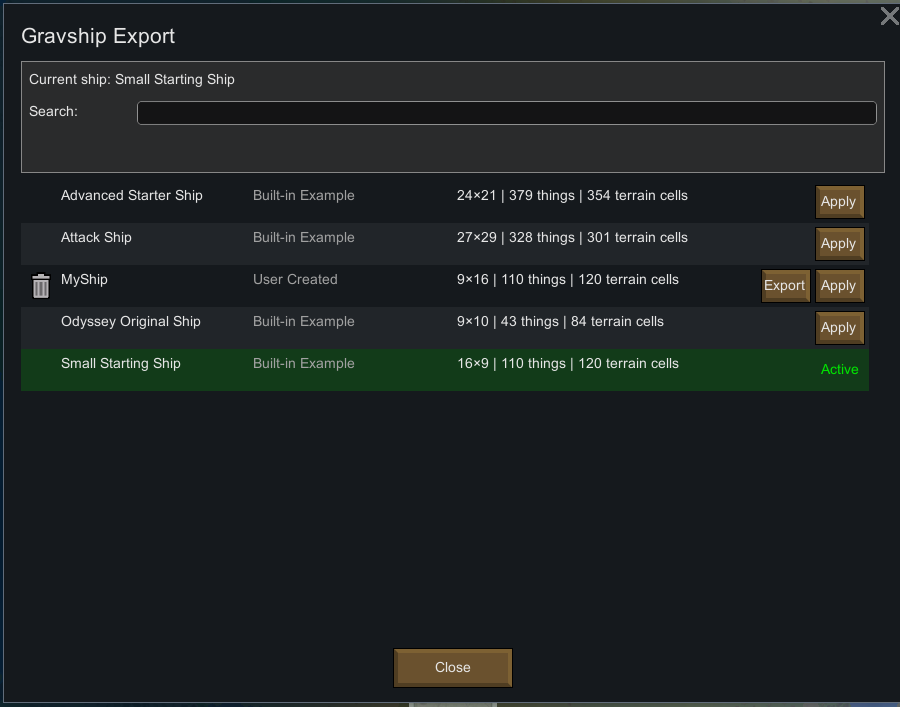 Gravship Export
Current ship: Small Starting Ship
Search:
Advanced Starter Ship Built-in Example 24×21 | 379 things | 354 terrain cells Apply
Attack Ship Built-in Example 27×29 | 328 things | 301 terrain cells Apply
MyShip User Created 9×16 | 110 things | 120 terrain cells Export Apply
Odyssey Original Ship Built-in Example 9×10 | 43 things | 84 terrain cells Apply
Small Starting Ship Built-in Example 16×9 | 110 things | 120 terrain cells Active
Close